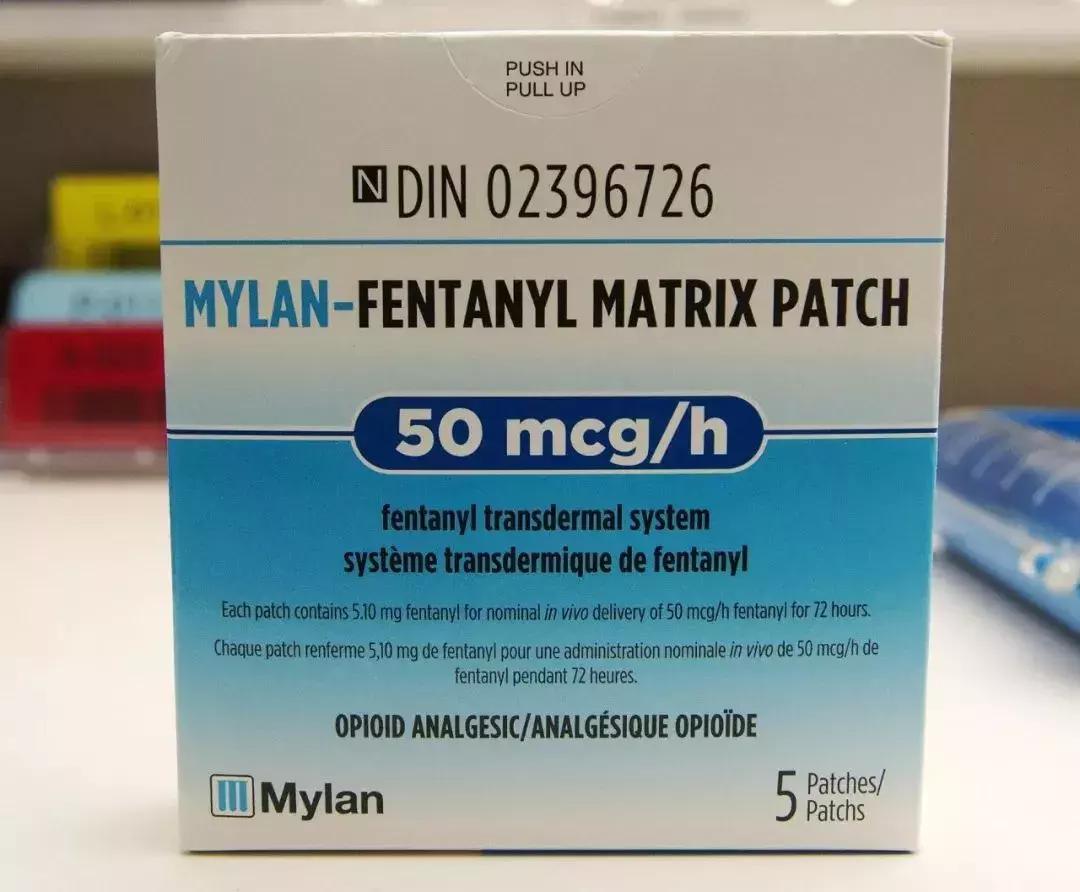 PUSH IN
PULL UP
N DIN 02396726
MYLAN-FENTANYL MATRIX PATCH
50 mcg/h
fentanyl transdermal system
système transdermique de fentanyl
Each patch contains 5.10 mg fentanyl for nominal in vivo delivery of 50 mcg/h fentanyl for 72 hours.
Chaque patch renferme 5,10 mg de fentanyl pour une administration nominale in vivo de 50 mcg/h de
fentanyl pendant 72 heures.
OPIOID ANALGESIC/ANALGÉSIQUE OPIOÏDE
Mylan
5 Patches/
Patchs